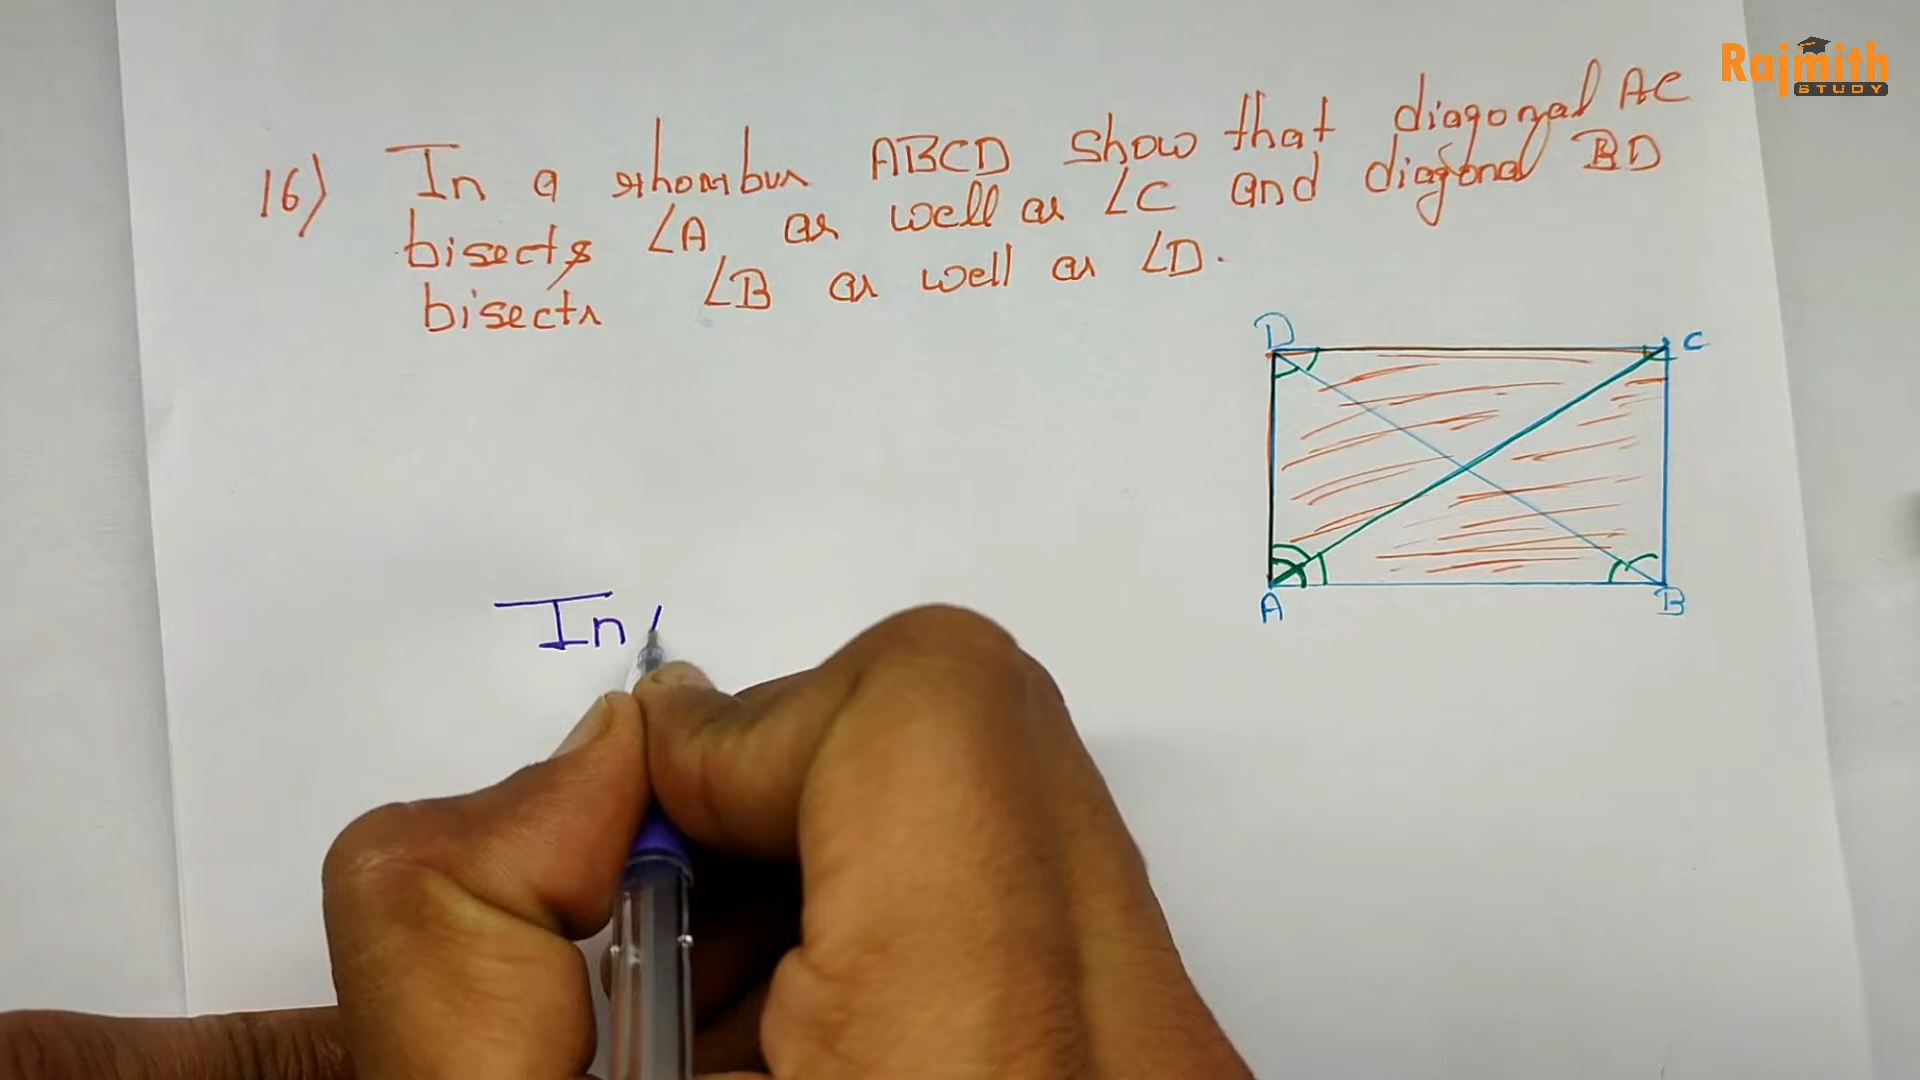 Rajmith
STUDY
16) In a rhombus ABCD show that diagonal AC
bisects ∠A as well as ∠C and diagonal BD
bisects ∠B as well as ∠D.
D
C
A
B
In